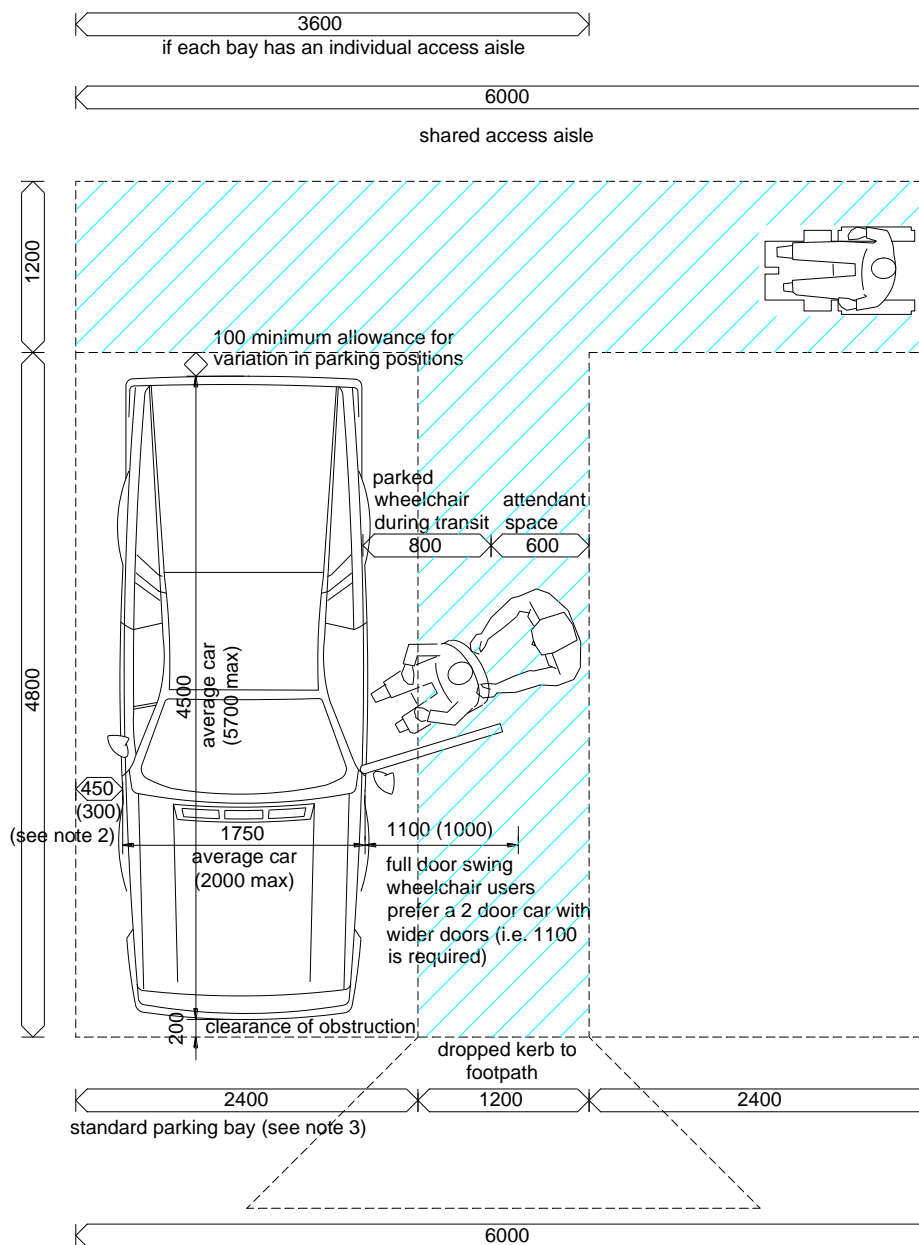 3600
if each bay has an individual access aisle
6000
shared access aisle
1200
100 minimum allowance for
variation in parking positions
parked
wheelchair
during transit
800
attendant
space
600
4800
4500
average car
(5700 max)
450
(300)
(see note 2)
1750
average car
(2000 max)
1100 (1000)
full door swing
wheelchair users
prefer a 2 door car with
wider doors (i.e. 1100
is required)
200
clearance of obstruction
dropped kerb to
footpath
2400
1200
2400
standard parking bay (see note 3)
6000